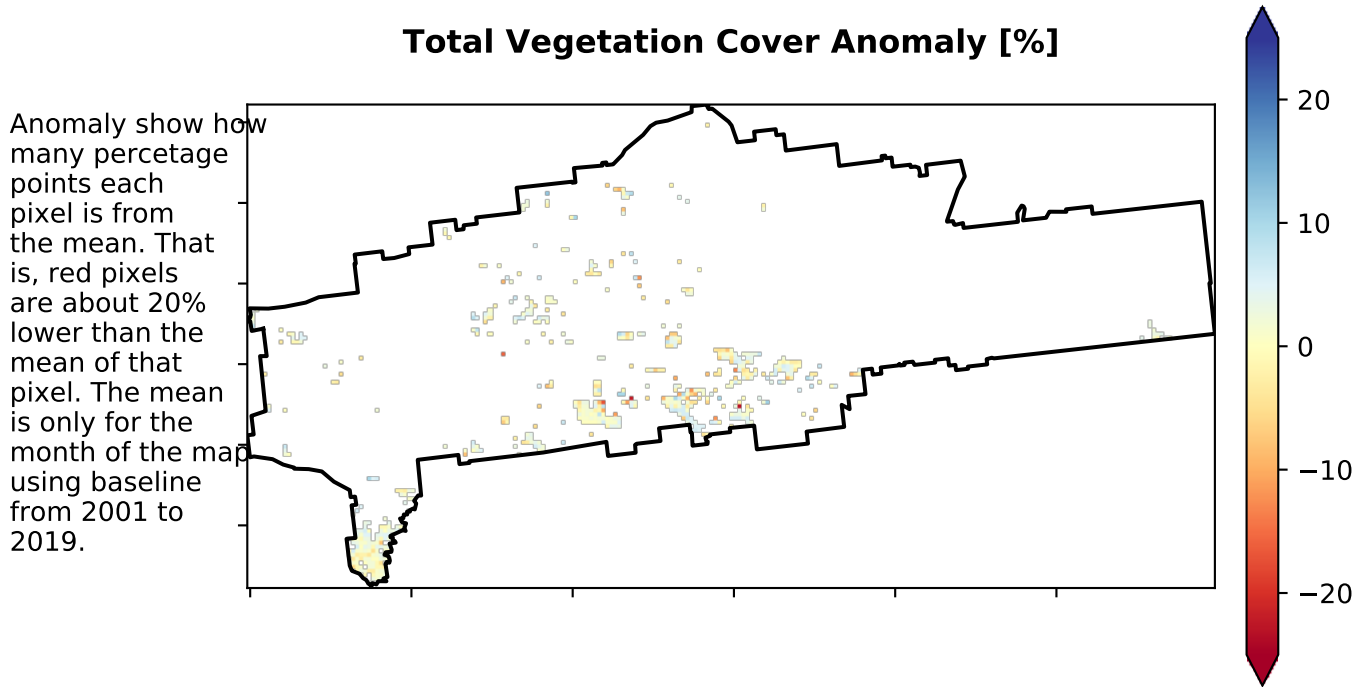 Total Vegetation Cover Anomaly [%]
Anomaly show how
many percetage
points each
pixel is from
the mean. That
is, red pixels
are about 20%
lower than the
mean of that
pixel. The mean
is only for the
month of the map
using baseline
from 2001 to
2019.
20
10
0
−10
−20